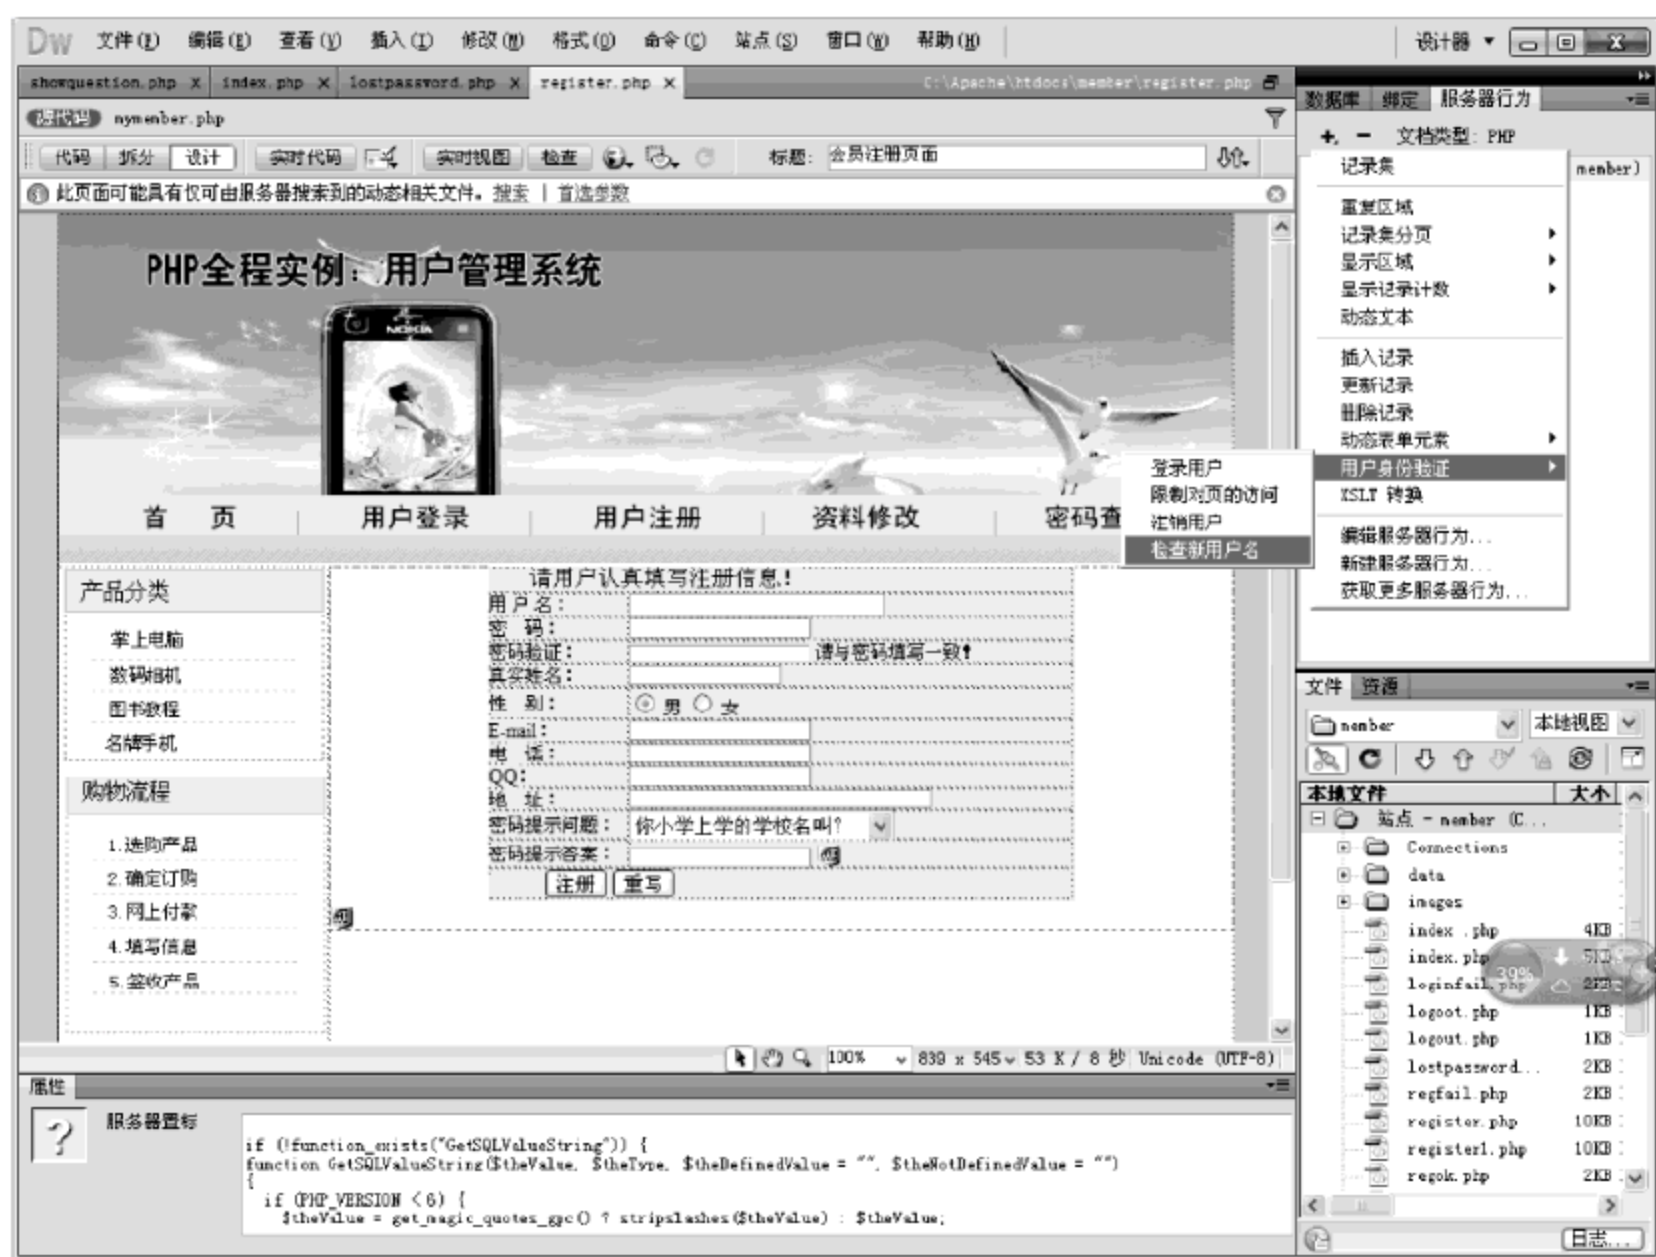 Dw 文件(F) 编辑(E) 查看(V) 插入(I) 修改(M) 格式(O) 命令(C) 站点(S) 窗口(W) 帮助(H) 设计器
showquestion.php X index.php X lostpassword.php X register.php X C:\Apache\htdocs\member\register.php
源代码 mymember.php
代码 拆分 设计 实时代码 实时视图 检查 标题: 会员注册页面
此页面可能具有仅可由服务器搜索到的动态相关文件。 搜索 | 首选参数
PHP全程实例：用户管理系统
NOKIA
首 页 用户登录 用户注册 资料修改 密码查
产品分类
掌上电脑
数码相机
图书教程
名牌手机
购物流程
1.选购产品
2.确定订购
3.网上付款
4.填写信息
5.签收产品
请用户认真填写注册信息!
用 户 名：
密 码：
密码验证： 请与密码填写一致!
真实姓名：
性 别： 男 女
E-mail：
电 话：
QQ:
地 址：
密码提示问题： 你小学上学的学校名叫?
密码提示答案：
注册 重写
100% 839 x 545 53 K / 8 秒 Unicode (UTF-8)
属性
服务器置标
if (!function_exists("GetSQLValueString")) {
function GetSQLValueString($theValue, $theType, $theDefinedValue = "", $theNotDefinedValue = "")
{
if (PHP_VERSION < 6) {
$theValue = get_magic_quotes_gpc() ? stripslashes($theValue) : $theValue;
数据库 绑定 服务器行为
文档类型: PHP
member)
记录集
重复区域
记录集分页
显示区域
显示记录计数
动态文本
插入记录
更新记录
删除记录
动态表单元素
用户身份验证
XSLT 转换
编辑服务器行为...
新建服务器行为...
获取更多服务器行为...
登录用户
限制对页的访问
注销用户
检查新用户名
文件 资源
member 本地视图
本地文件 大小
站点 - member (C...
Connections
data
images
index .php 4KB
index.php 5KB
loginfail.php 2KB
39%
logoot.php 1KB
logout.php 1KB
lostpassword... 2KB
regfail.php 2KB
register.php 10KB
register1.php 10KB
regok.php 2KB
日志...